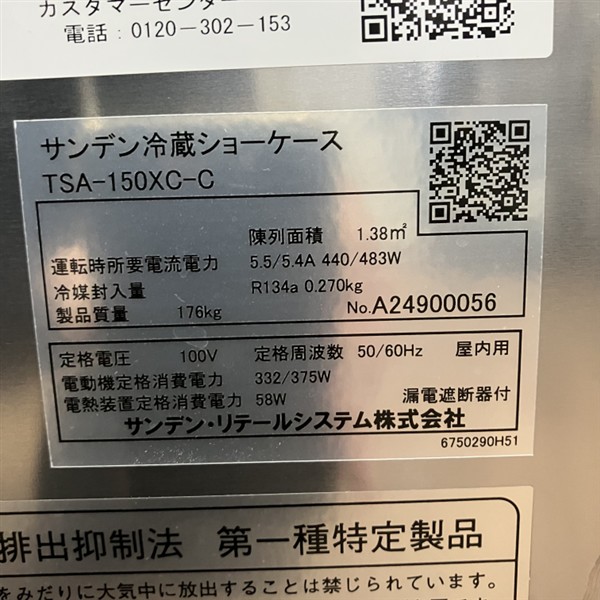 カスタマーセンター
電話：0120－302－153
サンデン冷蔵ショーケース
TSA-150XC-C
陳列面積 1.38㎡
運転時所要電流電力 5.5/5.4A 440/483W
冷媒封入量 R134a 0.270kg
製品質量 176kg No.A24900056
定格電圧 100V 定格周波数 50/60Hz 屋内用
電動機定格消費電力 332/375W
電熱装置定格消費電力 58W 漏電遮断器付
サンデン・リテールシステム株式会社
6750290H51
排出抑制法 第一種特定製品
をみだりに大気中に放出することは禁じられています。